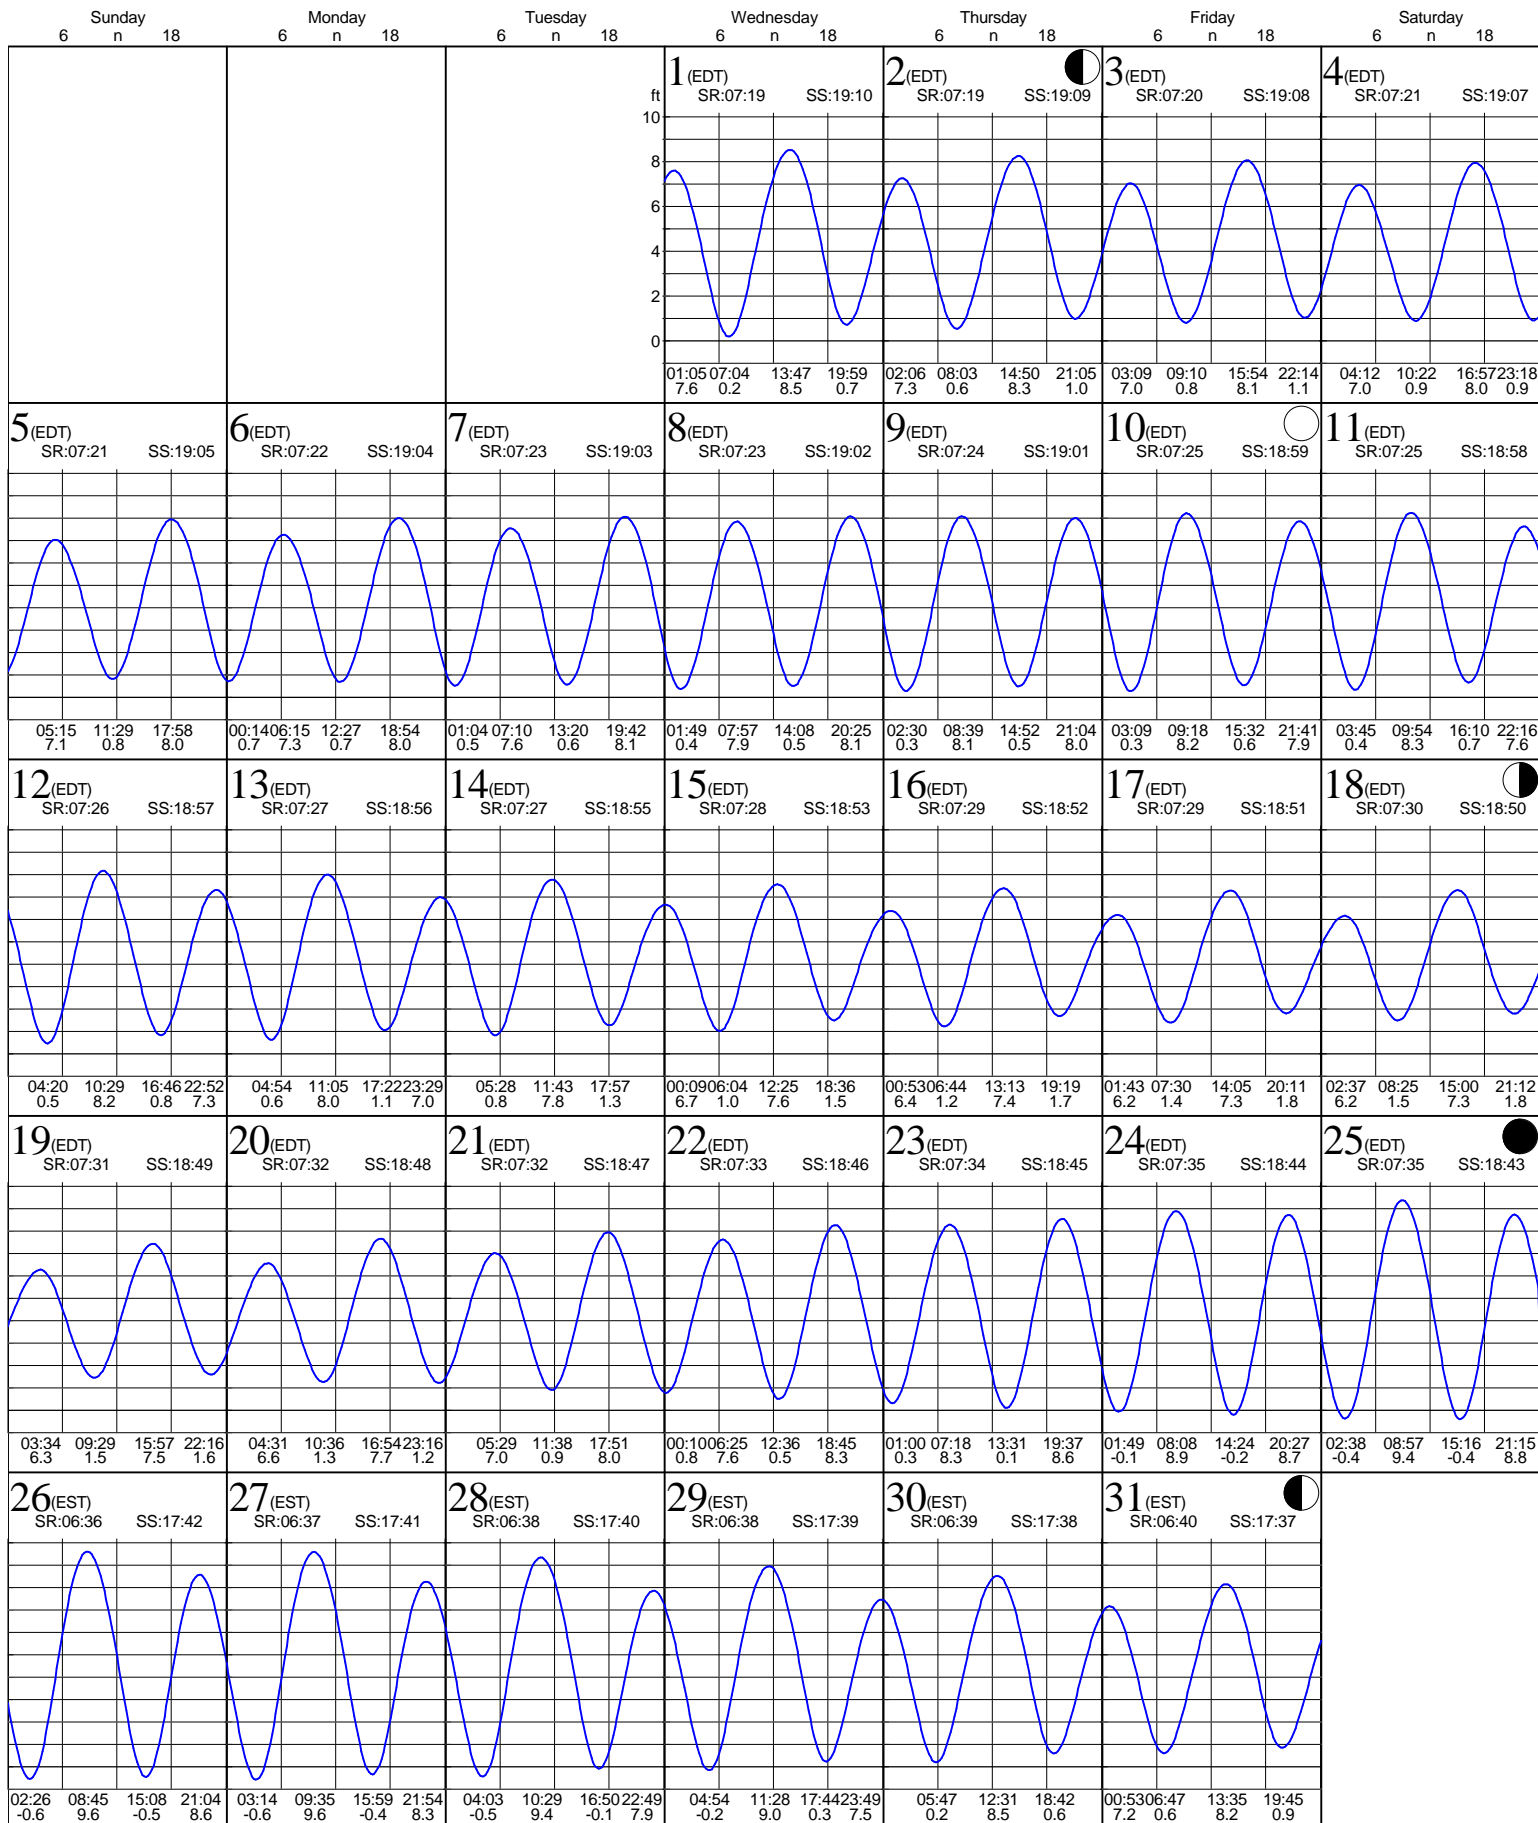 Sunday Monday Tuesday Wednesday Thursday Friday Saturday
6 n 18 6 n 18 6 n 18 6 n 18 6 n 18 6 n 18 6 n 18
1(EDT) 2(EDT) 3(EDT) 4(EDT)
ft SR:07:19 SS:19:10 SR:07:19 SS:19:09 SR:07:20 SS:19:08 SR:07:21 SS:19:07
10
8
6
4
2
0
01:05 07:04 13:47 19:59 02:06 08:03 14:50 21:05 03:09 09:10 15:54 22:14 04:12 10:22 16:57 23:18
7.6 0.2 8.5 0.7 7.3 0.6 8.3 1.0 7.0 0.8 8.1 1.1 7.0 0.9 8.0 0.9
5(EDT) 6(EDT) 7(EDT) 8(EDT) 9(EDT) 10(EDT) 11(EDT)
SR:07:21 SS:19:05 SR:07:22 SS:19:04 SR:07:23 SS:19:03 SR:07:23 SS:19:02 SR:07:24 SS:19:01 SR:07:25 SS:18:59 SR:07:25 SS:18:58
05:15 11:29 17:58 00:14 06:15 12:27 18:54 01:04 07:10 13:20 19:42 01:49 07:57 14:08 20:25 02:30 08:39 14:52 21:04 03:09 09:18 15:32 21:41 03:45 09:54 16:10 22:16
7.1 0.8 8.0 0.7 7.3 0.7 8.0 0.5 7.6 0.6 8.1 0.4 7.9 0.5 8.1 0.3 8.1 0.5 8.0 0.3 8.2 0.6 7.9 0.4 8.3 0.7 7.6
12(EDT) 13(EDT) 14(EDT) 15(EDT) 16(EDT) 17(EDT) 18(EDT)
SR:07:26 SS:18:57 SR:07:27 SS:18:56 SR:07:27 SS:18:55 SR:07:28 SS:18:53 SR:07:29 SS:18:52 SR:07:29 SS:18:51 SR:07:30 SS:18:50
04:20 10:29 16:46 22:52 04:54 11:05 17:22 23:29 05:28 11:43 17:57 00:09 06:04 12:25 18:36 00:53 06:44 13:13 19:19 01:43 07:30 14:05 20:11 02:37 08:25 15:00 21:12
0.5 8.2 0.8 7.3 0.6 8.0 1.1 7.0 0.8 7.8 1.3 6.7 1.0 7.6 1.5 6.4 1.2 7.4 1.7 6.2 1.4 7.3 1.8 6.2 1.5 7.3 1.8
19(EDT) 20(EDT) 21(EDT) 22(EDT) 23(EDT) 24(EDT) 25(EDT)
SR:07:31 SS:18:49 SR:07:32 SS:18:48 SR:07:32 SS:18:47 SR:07:33 SS:18:46 SR:07:34 SS:18:45 SR:07:35 SS:18:44 SR:07:35 SS:18:43
03:34 09:29 15:57 22:16 04:31 10:36 16:54 23:16 05:29 11:38 17:51 00:10 06:25 12:36 18:45 01:00 07:18 13:31 19:37 01:49 08:08 14:24 20:27 02:38 08:57 15:16 21:15
6.3 1.5 7.5 1.6 6.6 1.3 7.7 1.2 7.0 0.9 8.0 0.8 7.6 0.5 8.3 0.3 8.3 0.1 8.6 -0.1 8.9 -0.2 8.7 -0.4 9.4 -0.4 8.8
26(EST) 27(EST) 28(EST) 29(EST) 30(EST) 31(EST)
SR:06:36 SS:17:42 SR:06:37 SS:17:41 SR:06:38 SS:17:40 SR:06:38 SS:17:39 SR:06:39 SS:17:38 SR:06:40 SS:17:37
02:26 08:45 15:08 21:04 03:14 09:35 15:59 21:54 04:03 10:29 16:50 22:49 04:54 11:28 17:44 23:49 05:47 12:31 18:42 00:53 06:47 13:35 19:45
-0.6 9.6 -0.5 8.6 -0.6 9.6 -0.4 8.3 -0.5 9.4 -0.1 7.9 -0.2 9.0 0.3 7.5 0.2 8.5 0.6 7.2 0.6 8.2 0.9